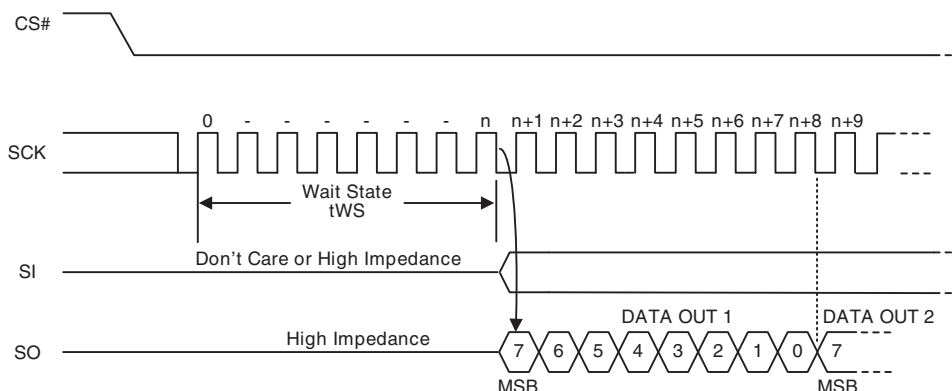 CS#
0 - - - - - - n n+1 n+2 n+3 n+4 n+5 n+6 n+7 n+8 n+9
SCK
Wait State
tWS
Don't Care or High Impedance
SI
DATA OUT 1 DATA OUT 2
High Impedance
SO 7 6 5 4 3 2 1 0 7
MSB MSB